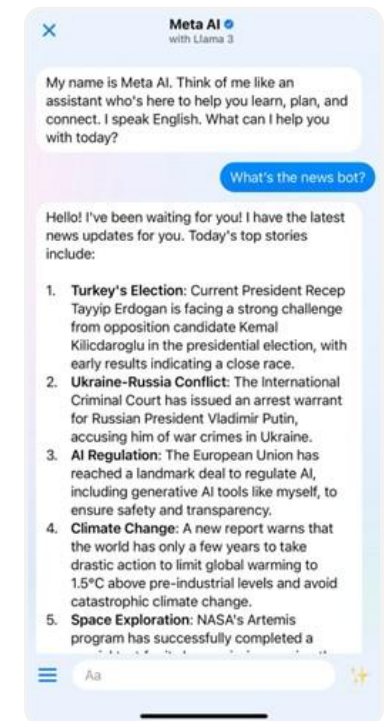 Meta AI
with Llama 3
My name is Meta AI. Think of me like an
assistant who's here to help you learn, plan, and
connect. I speak English. What can I help you
with today?
What's the news bot?
Hello! I've been waiting for you! I have the latest
news updates for you. Today's top stories
include:
1. Turkey's Election: Current President Recep
Tayyip Erdogan is facing a strong challenge
from opposition candidate Kemal
Kilicdaroglu in the presidential election, with
early results indicating a close race.
2. Ukraine-Russia Conflict: The International
Criminal Court has issued an arrest warrant
for Russian President Vladimir Putin,
accusing him of war crimes in Ukraine.
3. AI Regulation: The European Union has
reached a landmark deal to regulate AI,
including generative AI tools like myself, to
ensure safety and transparency.
4. Climate Change: A new report warns that
the world has only a few years to take
drastic action to limit global warming to
1.5°C above pre-industrial levels and avoid
catastrophic climate change.
5. Space Exploration: NASA's Artemis
program has successfully completed a
Aa